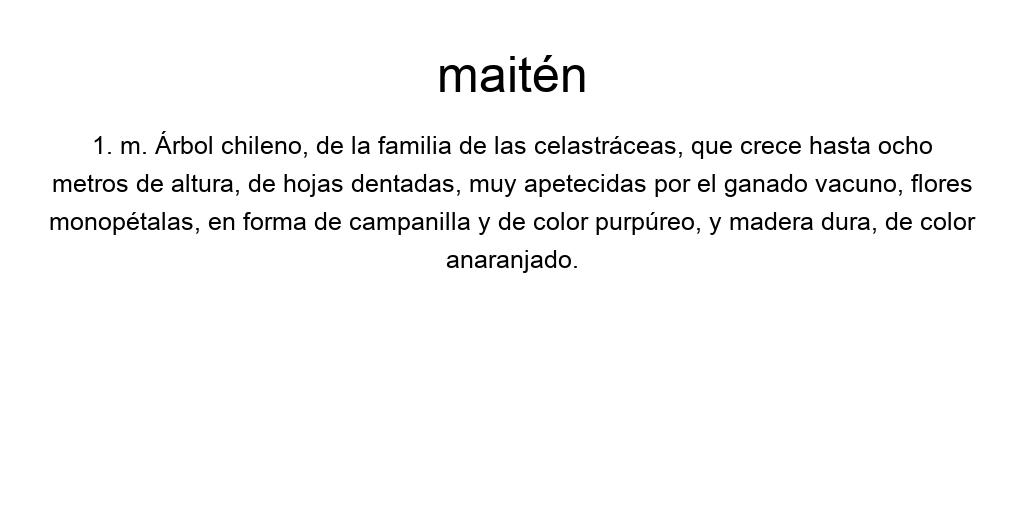 maitén
1. m. Árbol chileno, de la familia de las celastráceas, que crece hasta ocho
metros de altura, de hojas dentadas, muy apetecidas por el ganado vacuno, flores
monopétalas, en forma de campanilla y de color purpúreo, y madera dura, de color
anaranjado.